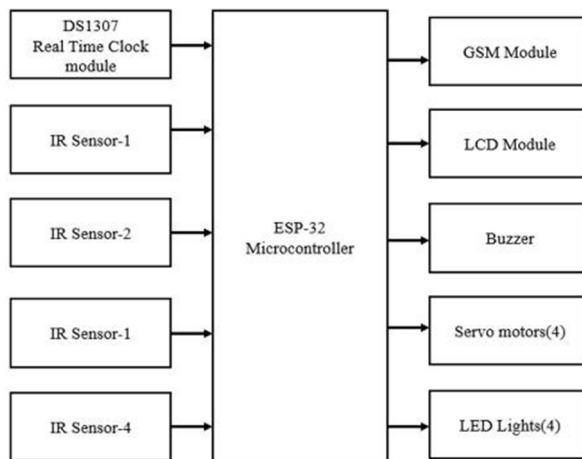 DS1307
Real Time Clock
module
IR Sensor-1
IR Sensor-2
IR Sensor-1
IR Sensor-4
ESP-32
Microcontroller
GSM Module
LCD Module
Buzzer
Servo motors(4)
LED Lights(4)